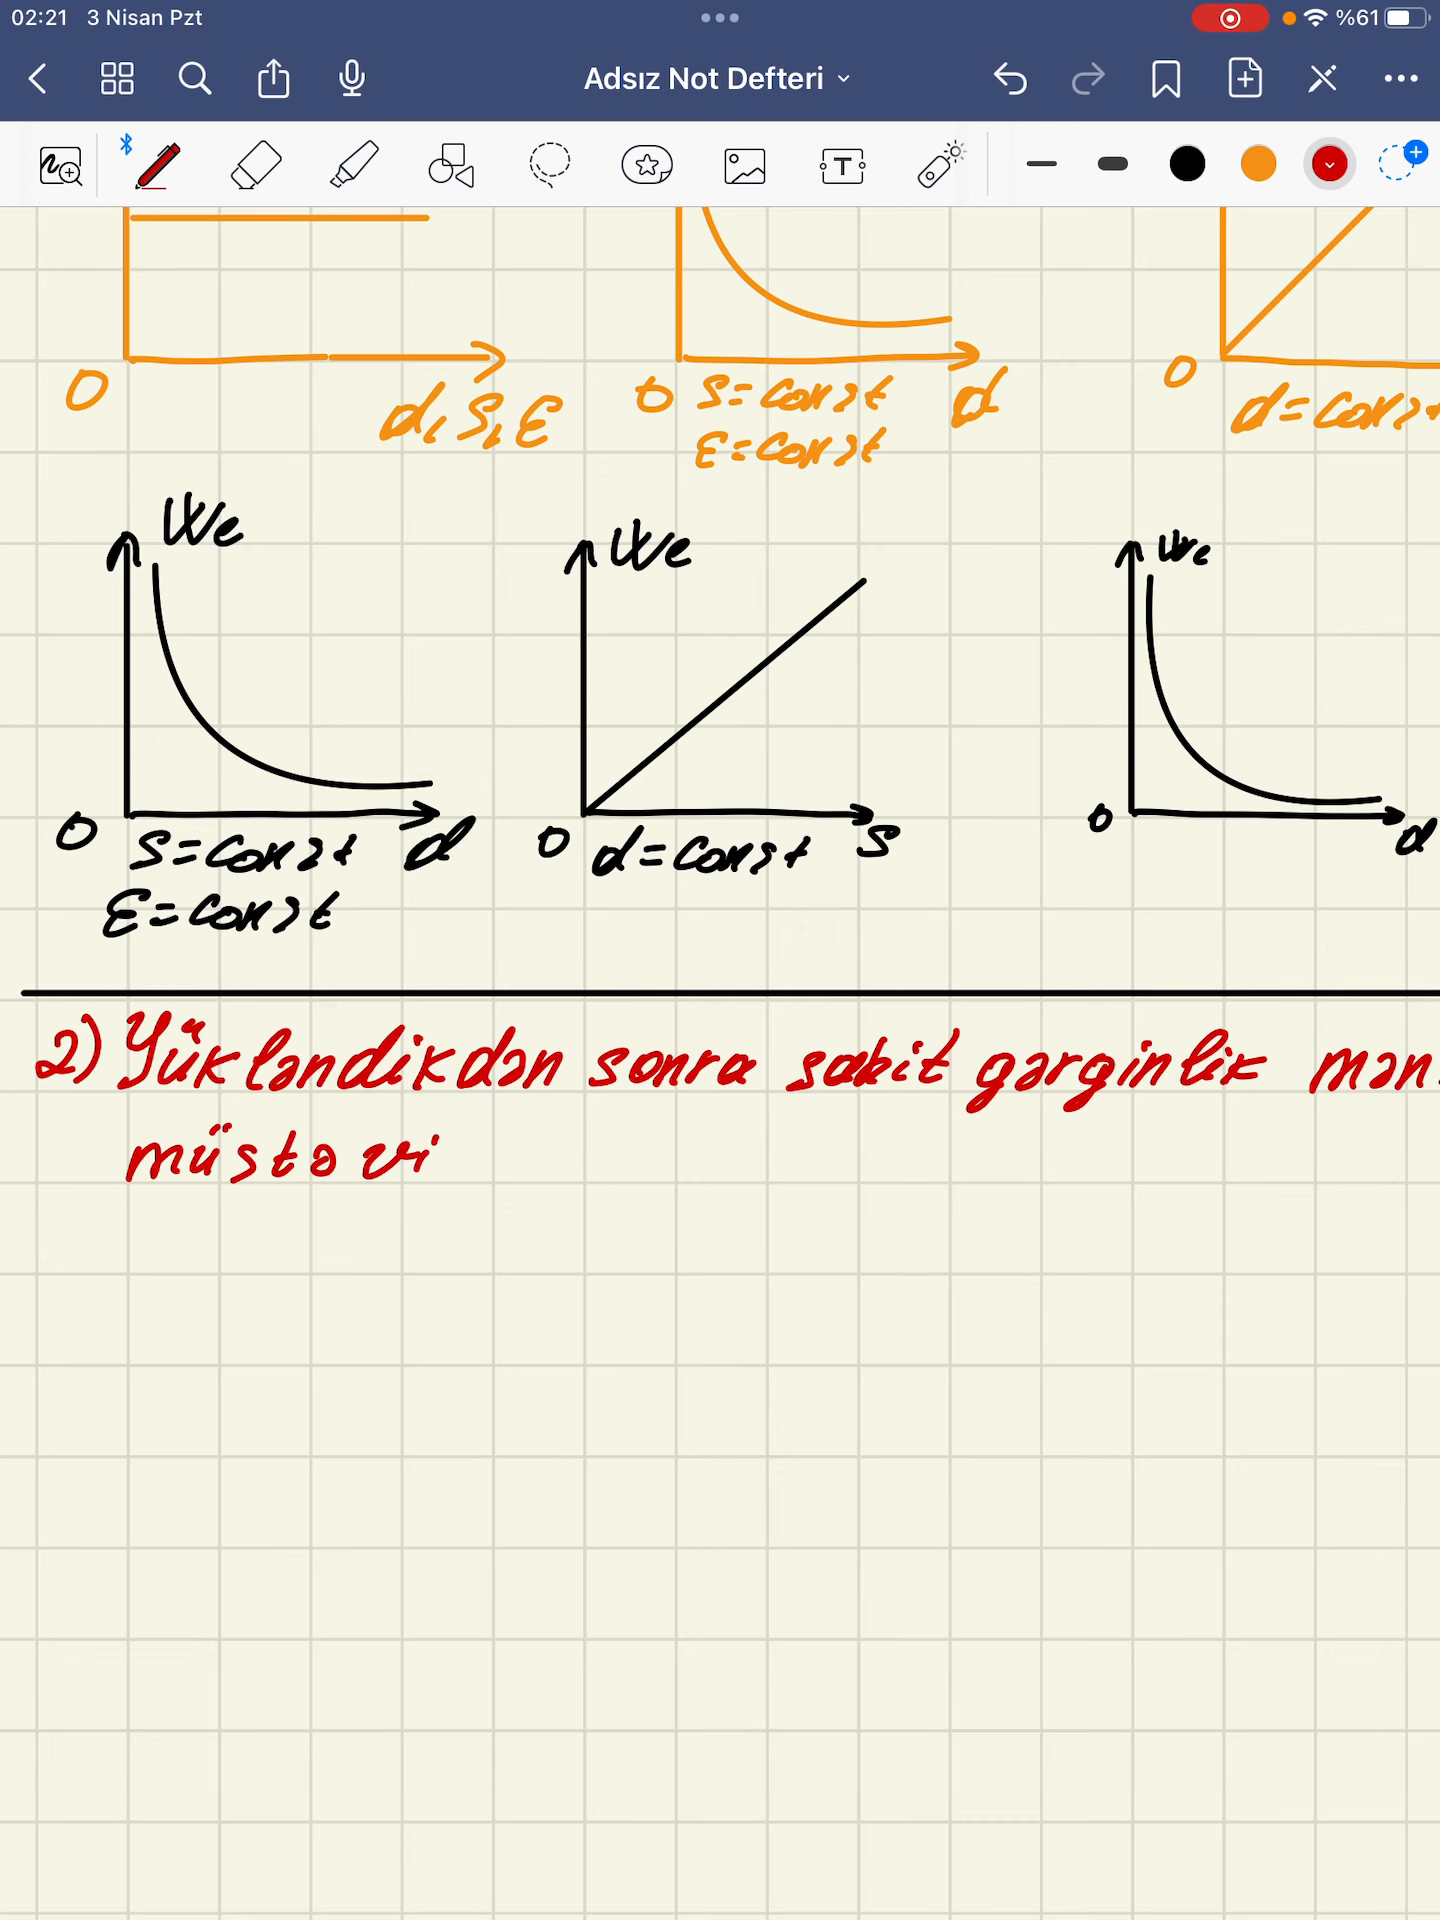 02:21 3 Nisan Pzt %61
Adsız Not Defteri
T
0 d, S, ε 0 S=const d 0 d=const
ε=const
We We We
0 S=const d 0 d=const S 0 d
ε=const
2) Yükləndikdən sonra sabit gərginlik mən
müstəvi